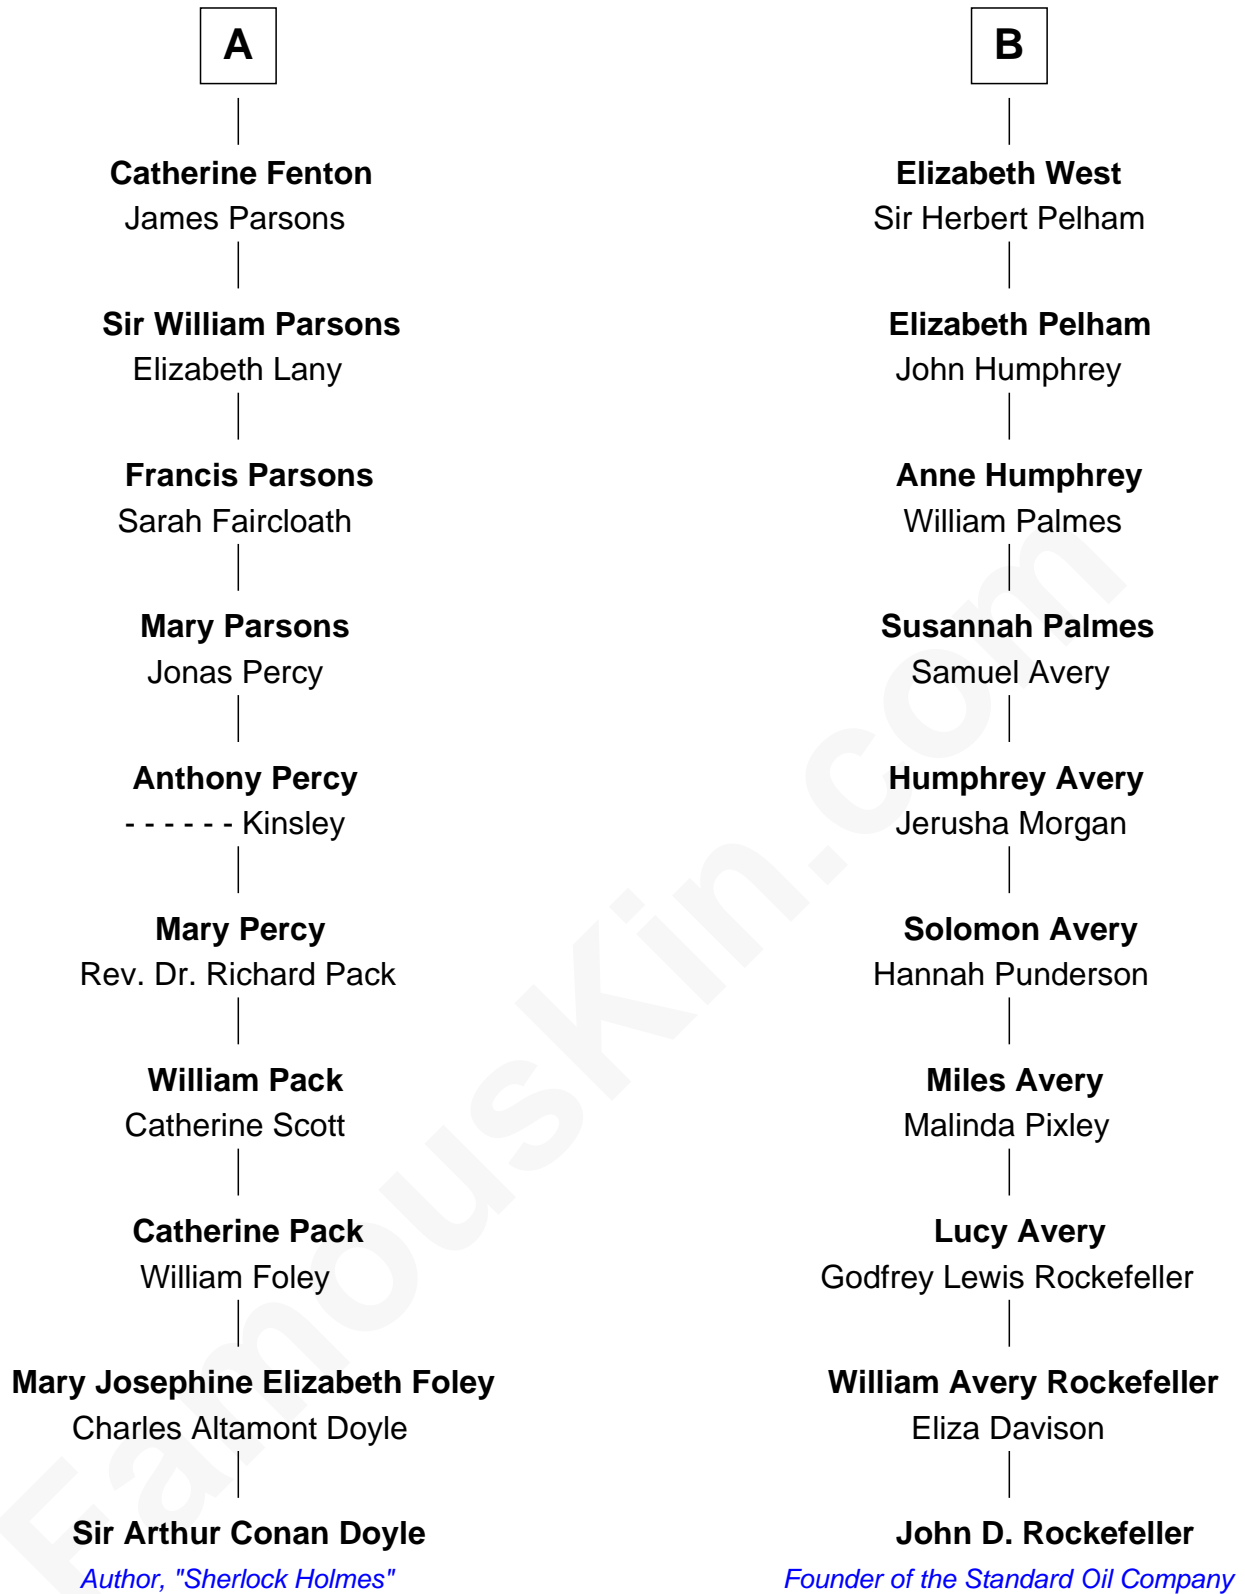 A
Catherine Fenton
James Parsons
Sir William Parsons
Elizabeth Lany
Francis Parsons
Sarah Faircloath
Mary Parsons
Jonas Percy
Anthony Percy
- - - - - - Kinsley
Mary Percy
Rev. Dr. Richard Pack
William Pack
Catherine Scott
Catherine Pack
William Foley
Mary Josephine Elizabeth Foley
Charles Altamont Doyle
Sir Arthur Conan Doyle
Author, "Sherlock Holmes"
B
Elizabeth West
Sir Herbert Pelham
Elizabeth Pelham
John Humphrey
Anne Humphrey
William Palmes
Susannah Palmes
Samuel Avery
Humphrey Avery
Jerusha Morgan
Solomon Avery
Hannah Punderson
Miles Avery
Malinda Pixley
Lucy Avery
Godfrey Lewis Rockefeller
William Avery Rockefeller
Eliza Davison
John D. Rockefeller
Founder of the Standard Oil Company
FamousKin.com